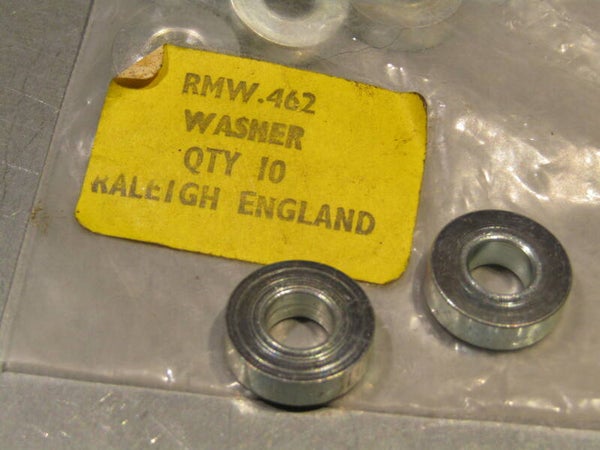 RMW.462
WASHER
QTY 10
RALEIGH ENGLAND